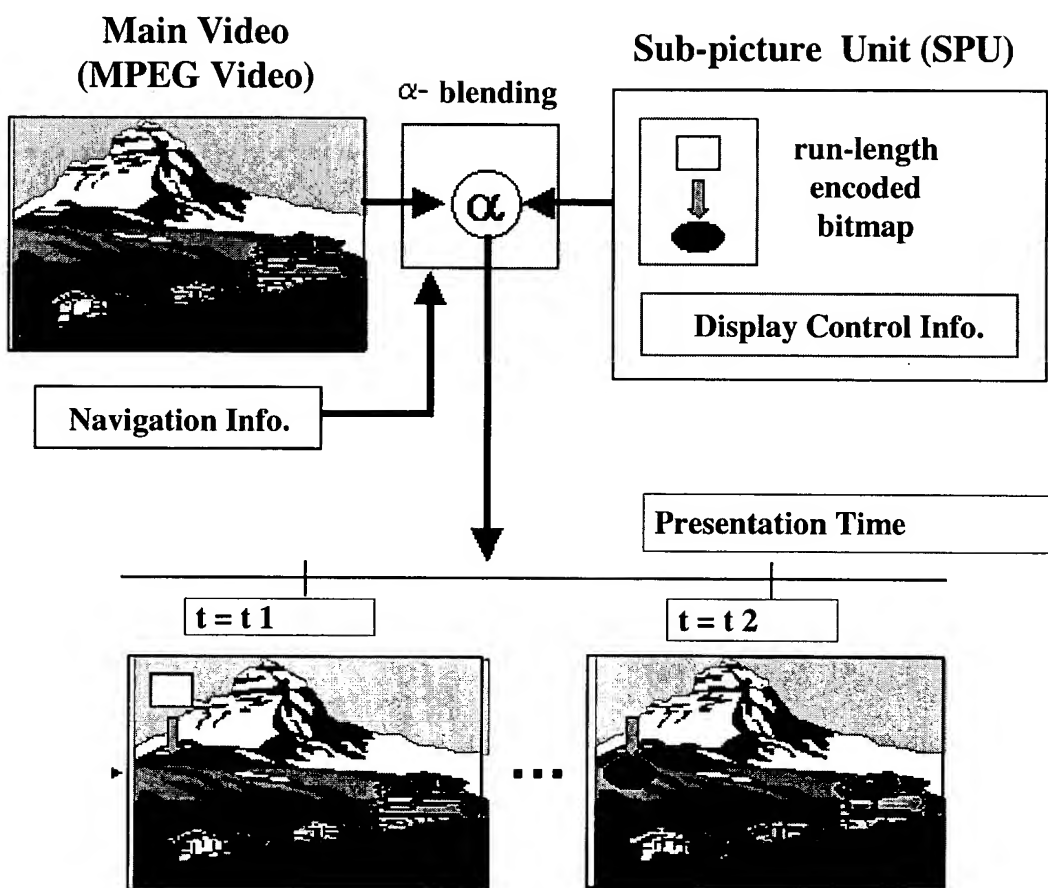 Main Video
(MPEG Video)
α- blending
Sub-picture Unit (SPU)
α
run-length
encoded
bitmap
Display Control Info.
Navigation Info.
Presentation Time
t = t 1
t = t 2